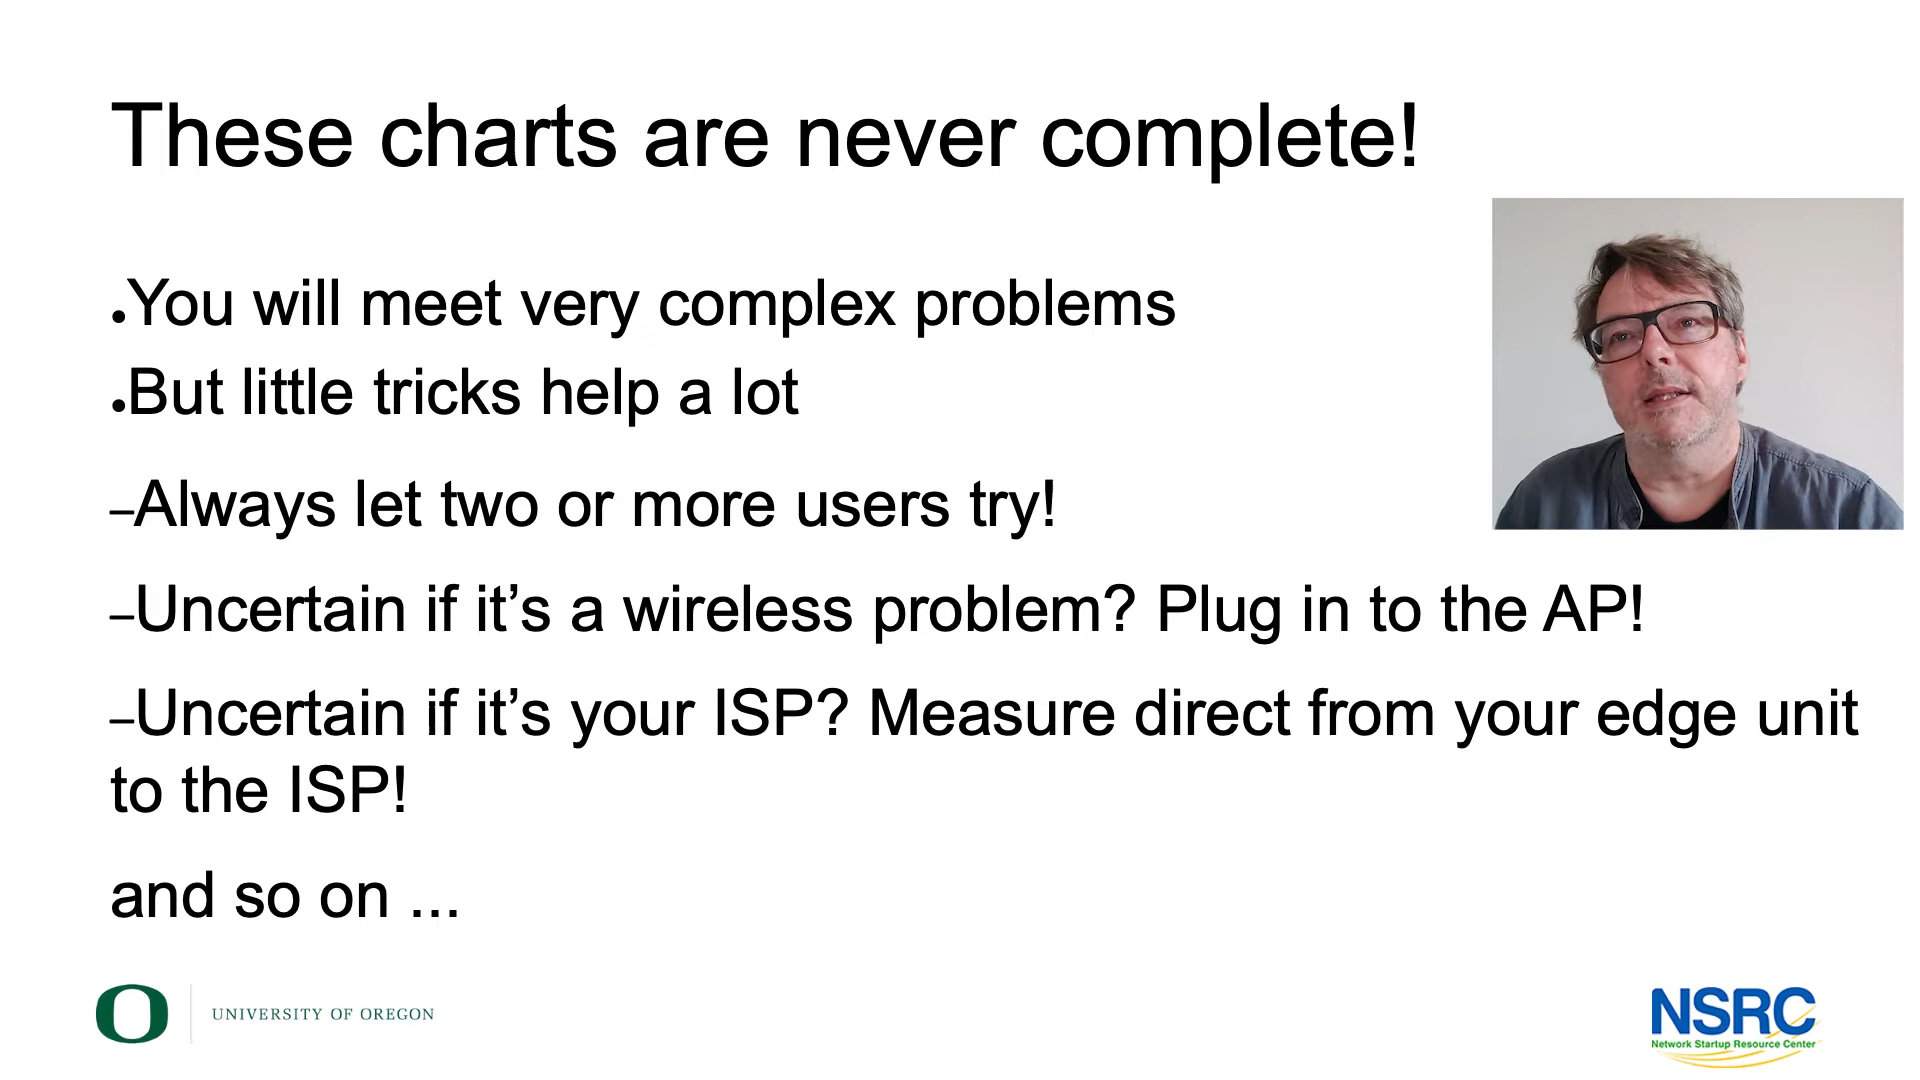 These charts are never complete!
•You will meet very complex problems
•But little tricks help a lot
–Always let two or more users try!
–Uncertain if it’s a wireless problem? Plug in to the AP!
–Uncertain if it’s your ISP? Measure direct from your edge unit
to the ISP!
and so on ...
O
UNIVERSITY OF OREGON
NSRC
Network Startup Resource Center